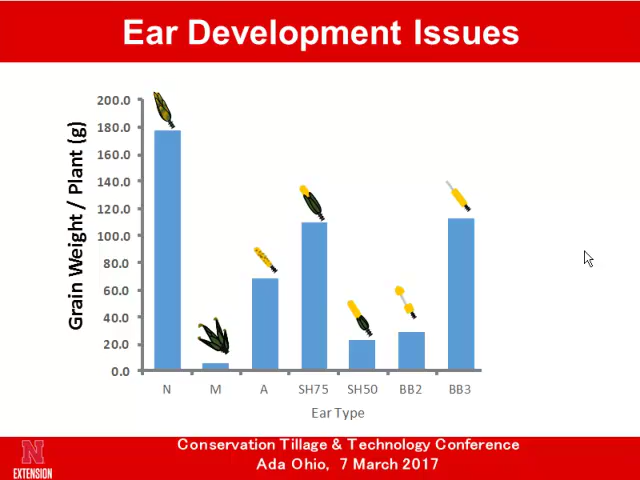 Ear Development Issues
Grain Weight / Plant (g)
200.0
180.0
160.0
140.0
120.0
100.0
80.0
60.0
40.0
20.0
0.0
N M A SH75 SH50 BB2 BB3
Ear Type
Conservation Tillage & Technology Conference
Ada Ohio, 7 March 2017
N
EXTENSION